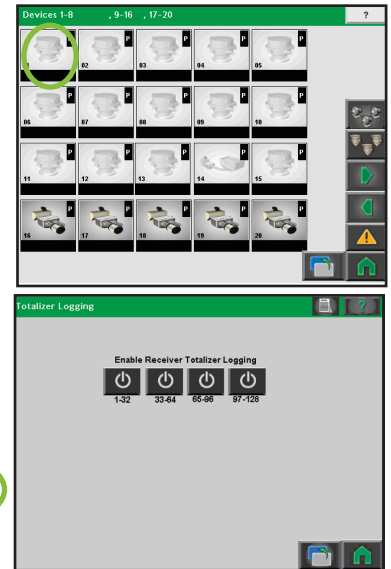 Devices 1-8 , 9-16 , 17-20 ?
P P P P P
1 02 03 04 05
P P P P P
06 07 08 09 10
P P P P P
11 12 13 14 15
P P P P P
16 17 18 19 20
Totalizer Logging ?
Enable Receiver Totalizer Logging
1-32 33-64 65-96 97-128